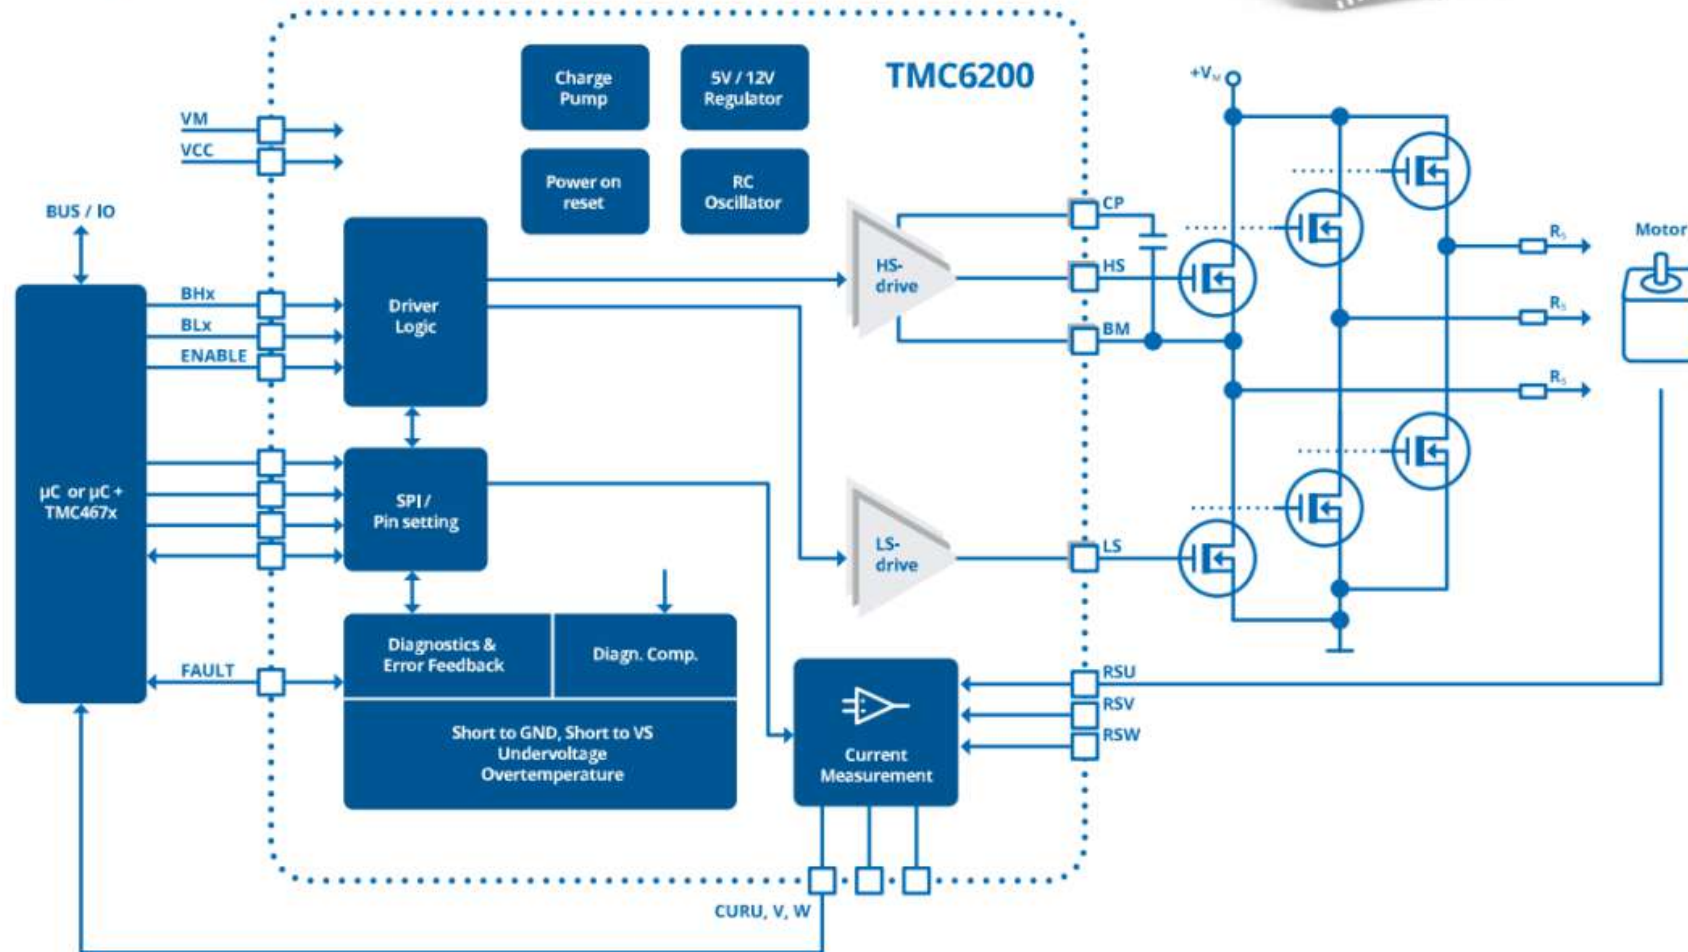 TMC6200
Charge
Pump
5V / 12V
Regulator
Power on
reset
RC
Oscillator
VM
VCC
BUS / IO
BHx
BLx
ENABLE
Driver
Logic
HS-
drive
CP
HS
BM
+VM
RS
RS
RS
Motor
µC or µC +
TMC467x
SPI /
Pin setting
LS-
drive
LS
Diagnostics &
Error Feedback
Diagn. Comp.
FAULT
Short to GND, Short to VS
Undervoltage
Overtemperature
Current
Measurement
RSU
RSV
RSW
CURU, V, W